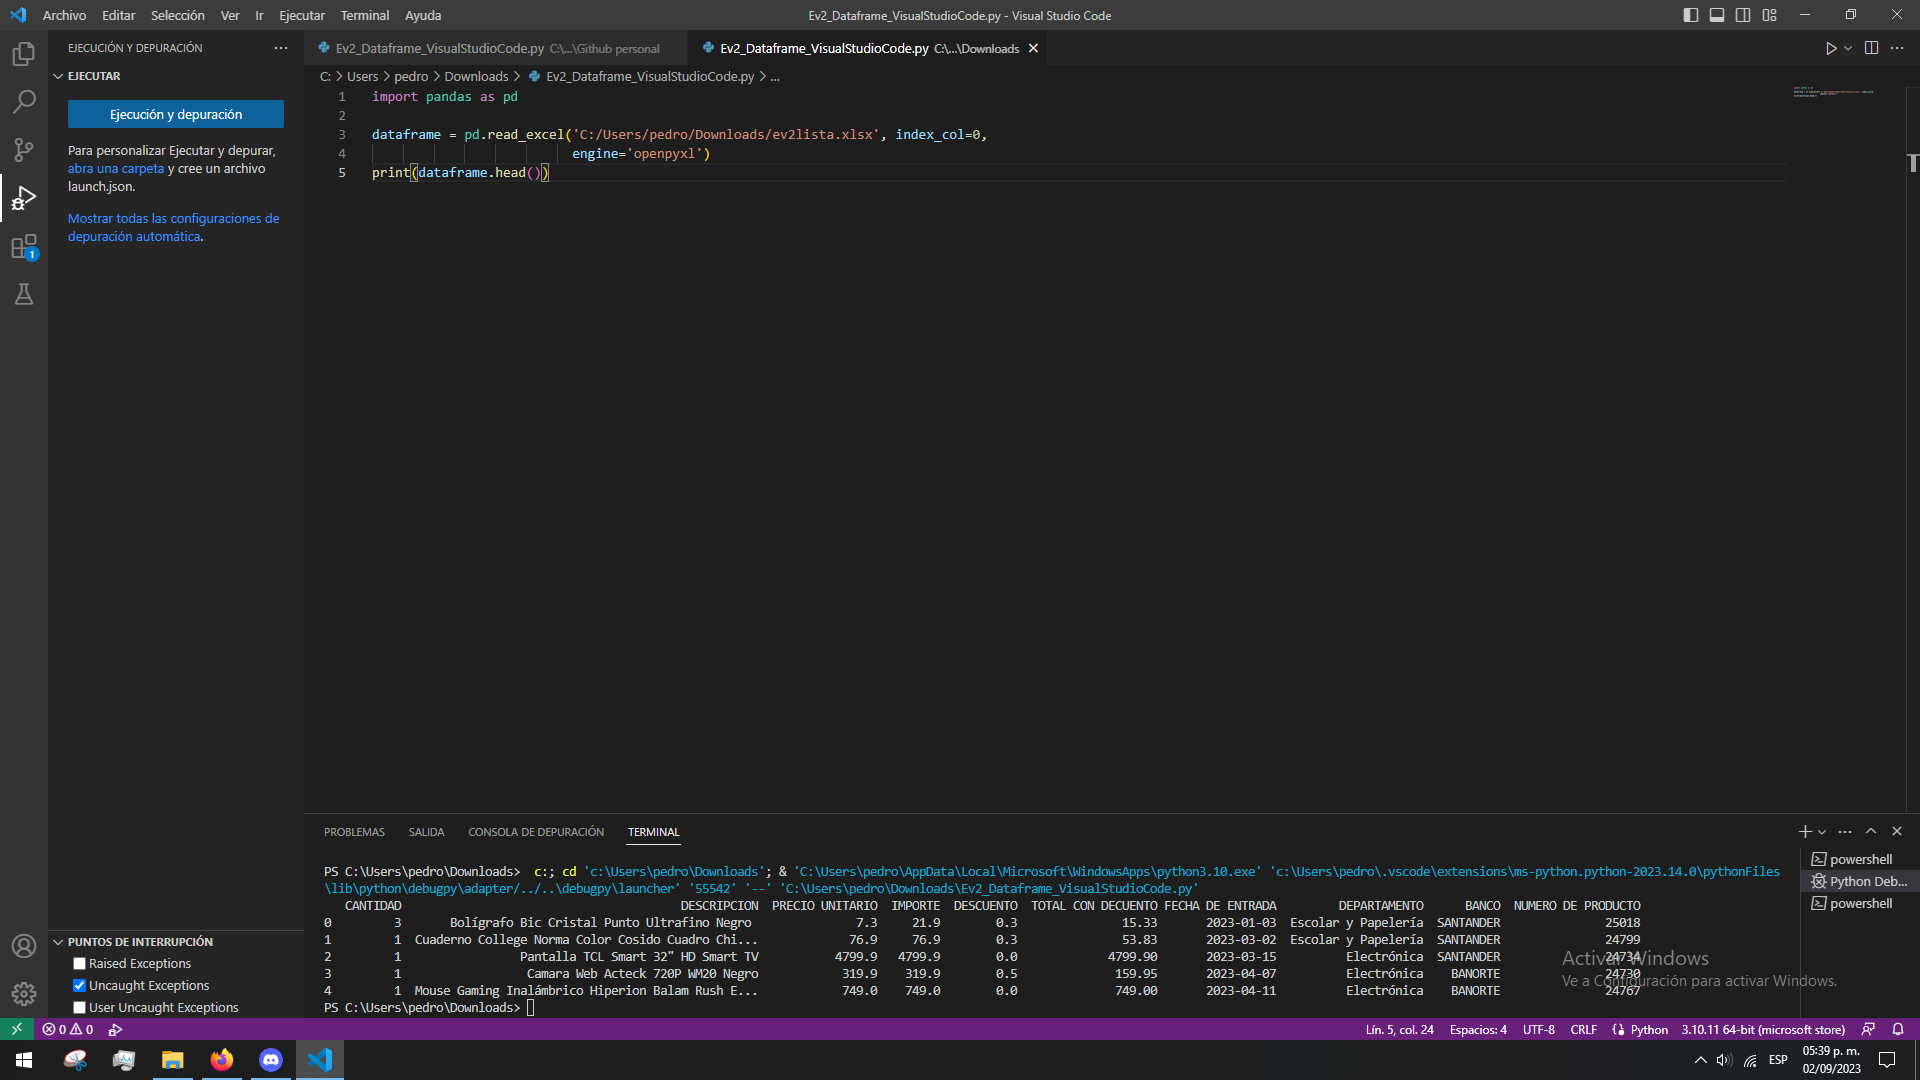 Archivo Editar Selección Ver Ir Ejecutar Terminal Ayuda
Ev2_Dataframe_VisualStudioCode.py - Visual Studio Code
EJECUCIÓN Y DEPURACIÓN
EJECUTAR
Ejecución y depuración
Para personalizar Ejecutar y depurar,
abra una carpeta y cree un archivo
launch.json.
Mostrar todas las configuraciones de
depuración automática.
1
Ev2_Dataframe_VisualStudioCode.py C:\...\Github personal
Ev2_Dataframe_VisualStudioCode.py C:\...\Downloads
C: > Users > pedro > Downloads > Ev2_Dataframe_VisualStudioCode.py > ...
1 import pandas as pd
2
3 dataframe = pd.read_excel('C:/Users/pedro/Downloads/ev2lista.xlsx', index_col=0,
4 engine='openpyxl')
5 print(dataframe.head())
PROBLEMAS SALIDA CONSOLA DE DEPURACIÓN TERMINAL
PS C:\Users\pedro\Downloads> c:; cd 'c:\Users\pedro\Downloads'; & 'C:\Users\pedro\AppData\Local\Microsoft\WindowsApps\python3.10.exe' 'c:\Users\pedro\.vscode\extensions\ms-python.python-2023.14.0\pythonFiles
\lib\python\debugpy\adapter/../..\debugpy\launcher' '55542' '--' 'C:\Users\pedro\Downloads\Ev2_Dataframe_VisualStudioCode.py'
CANTIDAD DESCRIPCION PRECIO UNITARIO IMPORTE DESCUENTO TOTAL CON DECUENTO FECHA DE ENTRADA DEPARTAMENTO BANCO NUMERO DE PRODUCTO
0 3 Bolígrafo Bic Cristal Punto Ultrafino Negro 7.3 21.9 0.3 15.33 2023-01-03 Escolar y Papelería SANTANDER 25018
1 1 Cuaderno College Norma Color Cosido Cuadro Chi... 76.9 76.9 0.3 53.83 2023-03-02 Escolar y Papelería SANTANDER 24799
2 1 Pantalla TCL Smart 32" HD Smart TV 4799.9 4799.9 0.0 4799.90 2023-03-15 Electrónica SANTANDER 24734
3 1 Camara Web Acteck 720P WM20 Negro 319.9 319.9 0.5 159.95 2023-04-07 Electrónica BANORTE 24730
4 1 Mouse Gaming Inalámbrico Hiperion Balam Rush E... 749.0 749.0 0.0 749.00 2023-04-11 Electrónica BANORTE 24767
PS C:\Users\pedro\Downloads>
powershell
Python Deb...
powershell
Activar Windows
Ve a Configuración para activar Windows.
PUNTOS DE INTERRUPCIÓN
Raised Exceptions
Uncaught Exceptions
User Uncaught Exceptions
0 0
Lín. 5, col. 24 Espacios: 4 UTF-8 CRLF Python 3.10.11 64-bit (microsoft store)
ESP
05:39 p. m.
02/09/2023